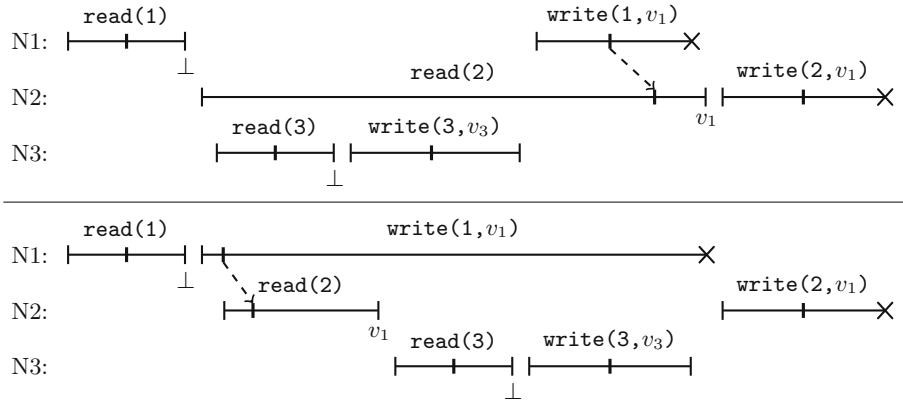 read(1) write(1, v₁)
N1:
⊥ read(2) write(2, v₁)
N2:
read(3) write(3, v₃) v₁
N3:
⊥
read(1) write(1, v₁)
N1:
⊥ read(2) write(2, v₁)
N2:
v₁ read(3) write(3, v₃)
N3:
⊥